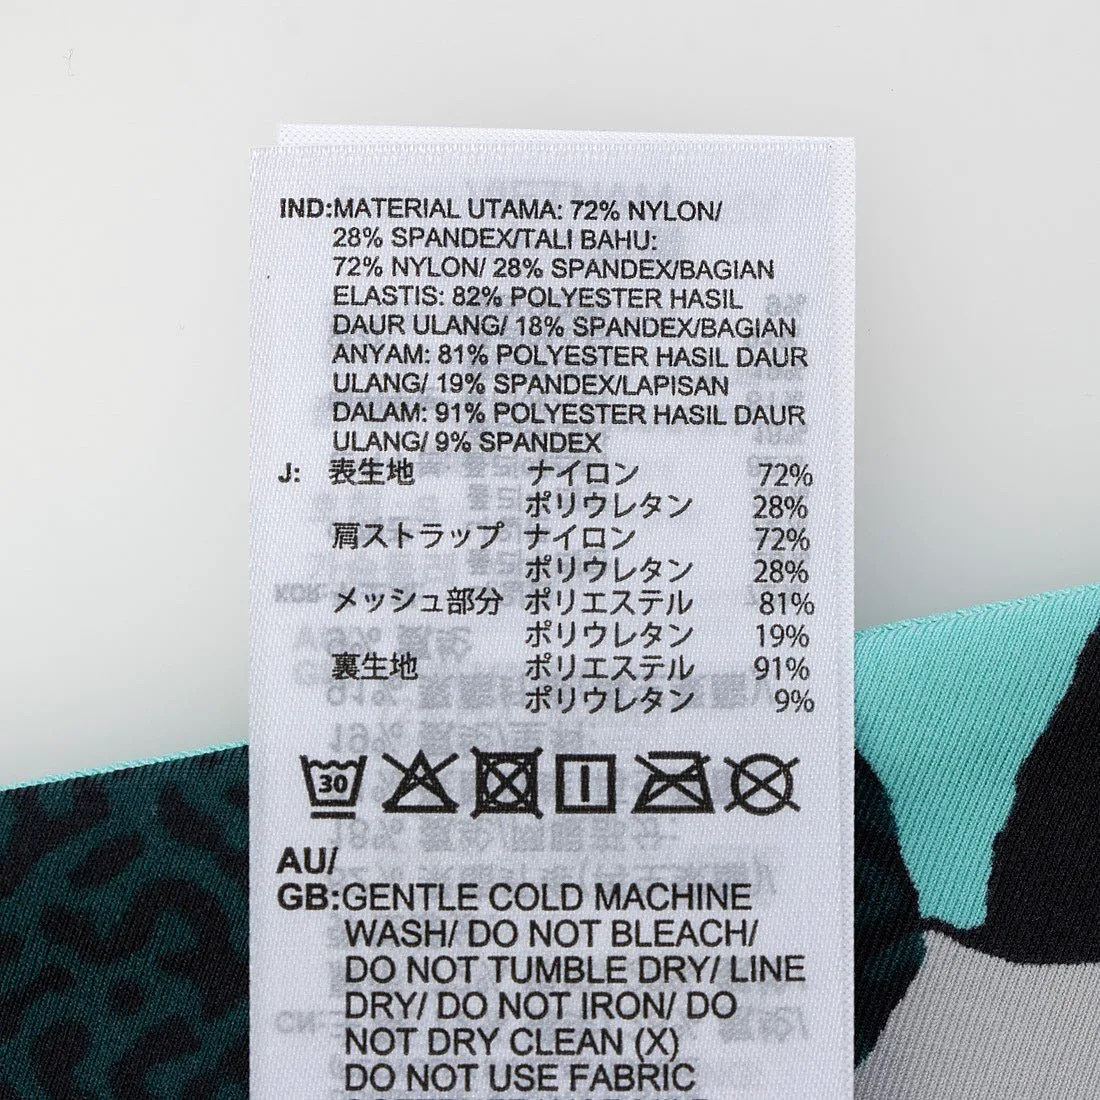 IND:MATERIAL UTAMA: 72% NYLON/
28% SPANDEX/TALI BAHU:
72% NYLON/ 28% SPANDEX/BAGIAN
ELASTIS: 82% POLYESTER HASIL
DAUR ULANG/ 18% SPANDEX/BAGIAN
ANYAM: 81% POLYESTER HASIL DAUR
ULANG/ 19% SPANDEX/LAPISAN
DALAM: 91% POLYESTER HASIL DAUR
ULANG/ 9% SPANDEX
J: 表生地 ナイロン 72%
ポリウレタン 28%
肩ストラップ ナイロン 72%
ポリウレタン 28%
メッシュ部分 ポリエステル 81%
ポリウレタン 19%
裏生地 ポリエステル 91%
ポリウレタン 9%
30
AU/
GB:GENTLE COLD MACHINE
WASH/ DO NOT BLEACH/
DO NOT TUMBLE DRY/ LINE
DRY/ DO NOT IRON/ DO
NOT DRY CLEAN (X)
DO NOT USE FABRIC